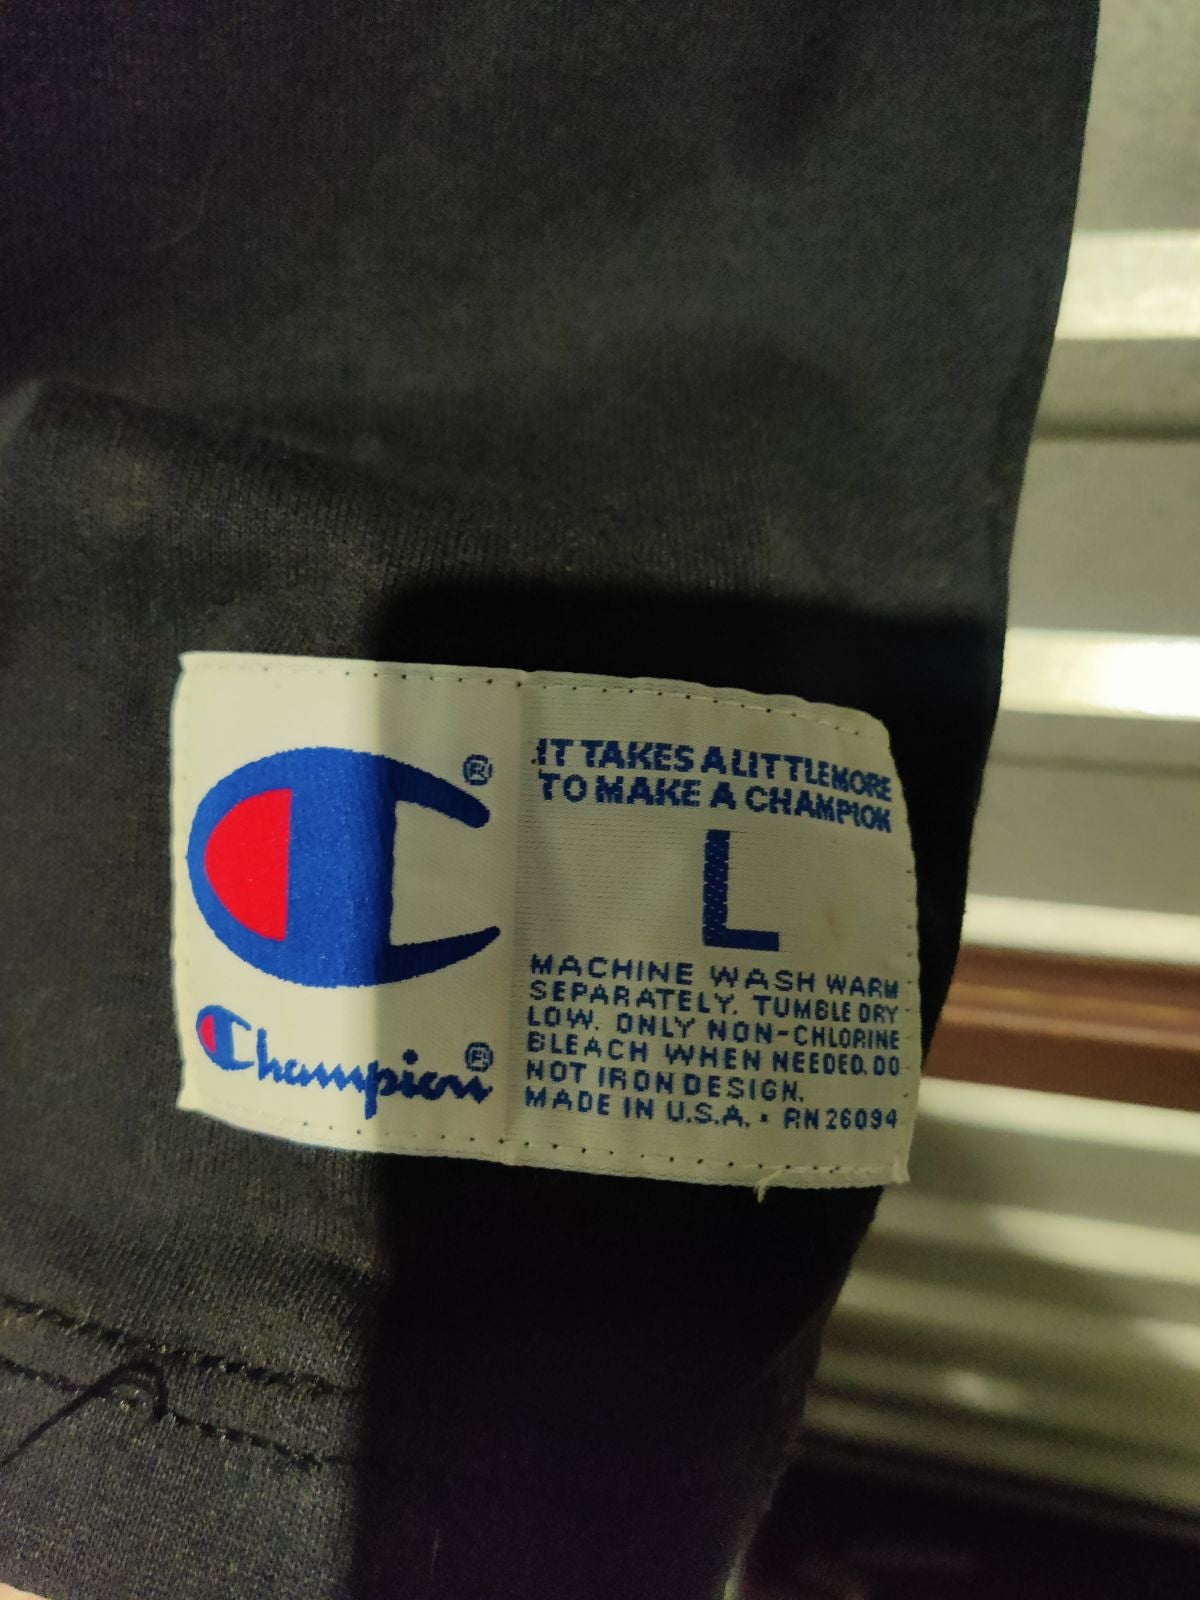 ®
Champion®
IT TAKES A LITTLE MORE
TO MAKE A CHAMPION
L
MACHINE WASH WARM
SEPARATELY. TUMBLE DRY
LOW. ONLY NON-CHLORINE
BLEACH WHEN NEEDED. DO
NOT IRON DESIGN.
MADE IN U.S.A. • RN 26094